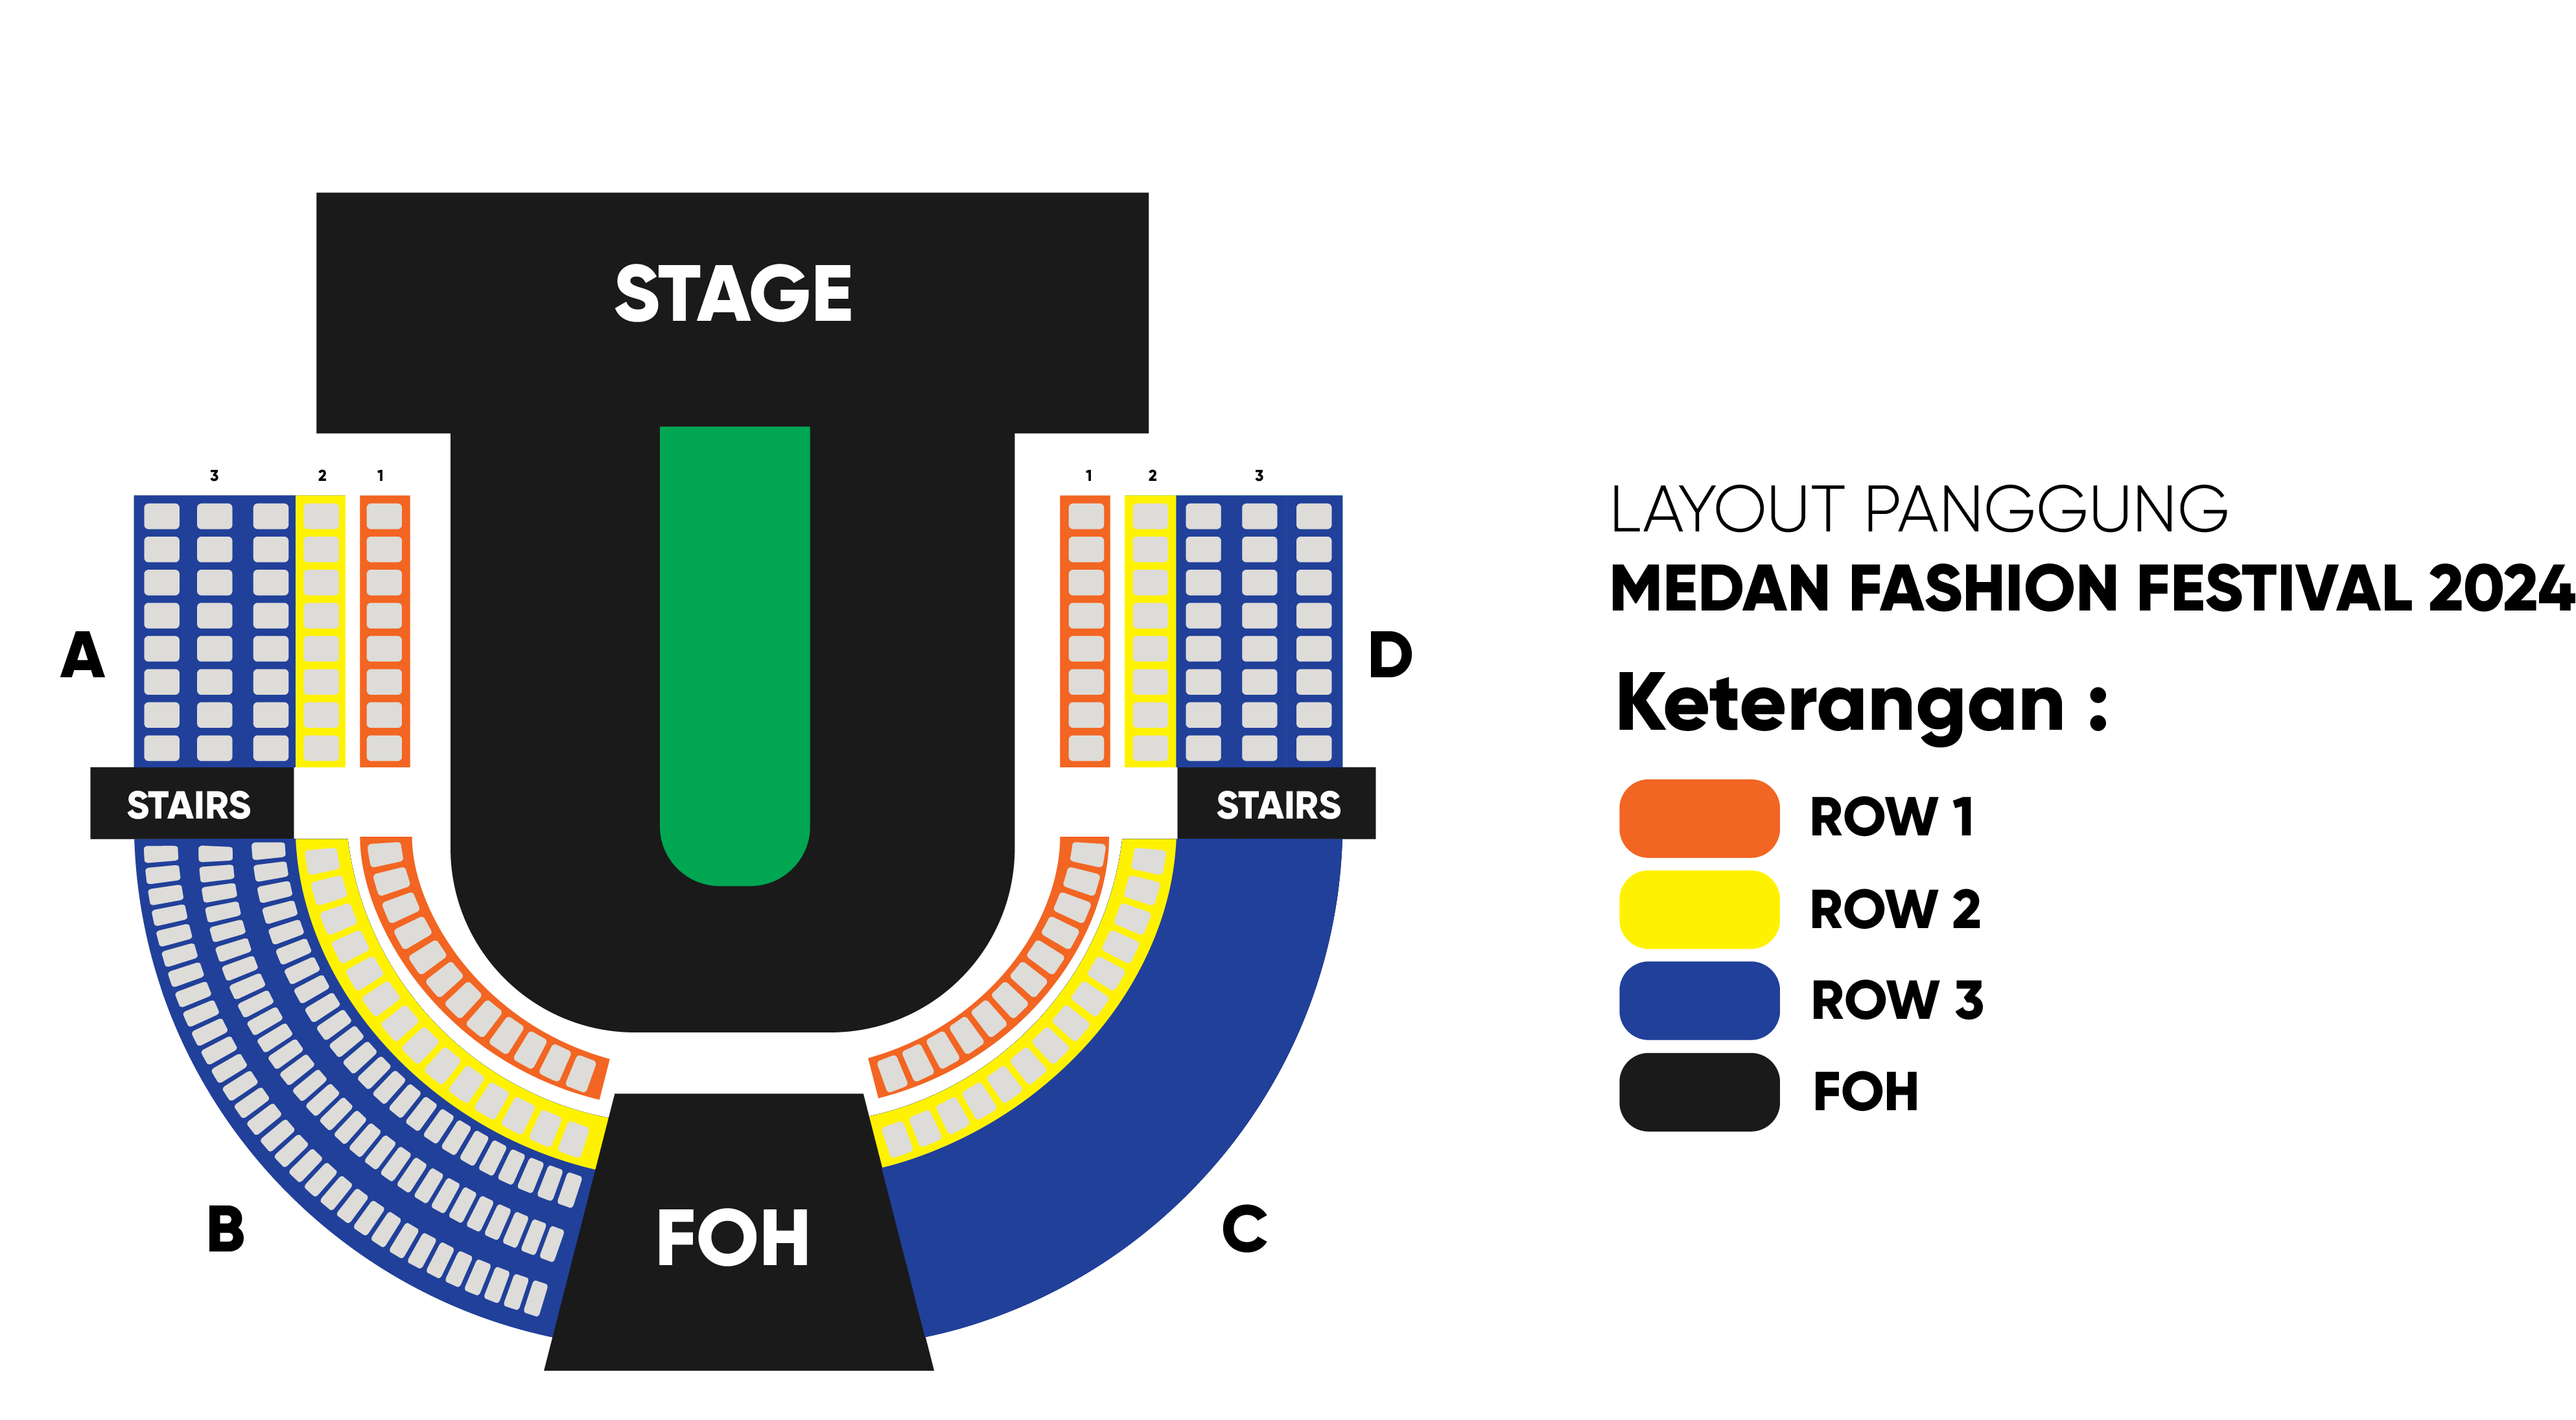 STAGE
3 2 1
1 2 3
A
D
STAIRS
STAIRS
B
C
FOH
LAYOUT PANGGUNG
MEDAN FASHION FESTIVAL 2024
Keterangan :
ROW 1
ROW 2
ROW 3
FOH